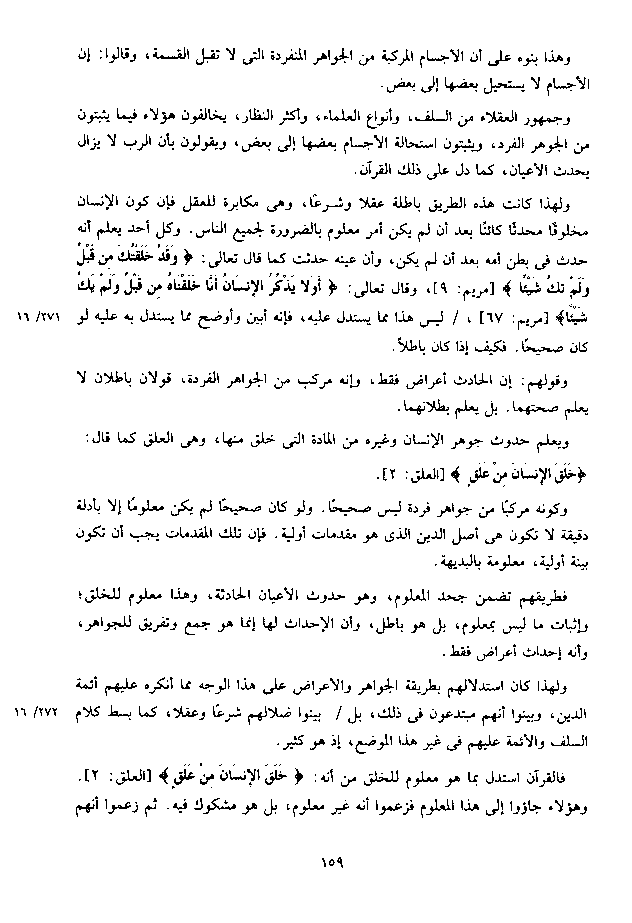 وهذا بنوه على أن الأجسام المركبة من الجواهر المنفردة التى لا تقبل القسمة، وقالوا: إن
الأجسام لا يستحيل بعضها إلى بعض.
وجمهور العقلاء من السلف، وأنواع العلماء، وأكثر النظار، يخالفون هؤلاء فيما يثبتون
من الجوهر الفرد، ويثبتون استحالة الأجسام بعضها إلى بعض، ويقولون بأن الرب لا يزال
يحدث الأعيان، كما دل على ذلك القرآن.
ولهذا كانت هذه الطريق باطلة عقلا وشرعًا، وهى مكابرة للعقل فإن كون الإنسان
مخلوقًا محدثًا كائنًا بعد أن لم يكن أمر معلوم بالضرورة لجميع الناس. وكل أحد يعلم أنه
حدث فى بطن أمه بعد أن لم يكن، وأن عينه حدثت كما قال تعالى: ﴿ وَقَدْ خَلَقْتُكَ مِن قَبْلُ
وَلَمْ تَكُ شَيْئًا ﴾ [مريم: ٩]، وقال تعالى: ﴿ أَولا يَذْكُرُ الإِنسَانُ أَنَّا خَلَقْنَاهُ مِن قَبْلُ وَلَمْ يَكُ
شَيْئًا﴾ [مريم: ٦٧] ، / ليس هذا مما يستدل عليه، فإنه أبين وأوضح مما يستدل به عليه لو ١٦/٢٧١
كان صحيحًا. فكيف إذا كان باطلاً.
وقولهم: إن الحادث أعراض فقط، وإنه مركب من الجواهر الفردة، قولان باطلان لا
يعلم صحتهما. بل يعلم بطلانهما.
ويعلم حدوث جوهر الإنسان وغيره من المادة التى خلق منها، وهى العلق كما قال:
﴿خَلَقَ الإِنسَانَ مِنْ عَلَقٍ ﴾ [العلق: ٢].
وكونه مركبًا من جواهر فردة ليس صحيحًا. ولو كان صحيحًا لم يكن معلومًا إلا بأدلة
دقيقة لا تكون هى أصل الدين الذى هو مقدمات أولية. فإن تلك المقدمات يجب أن تكون
بينة أولية، معلومة بالبديهة.
فطريقهم تضمن جحد المعلوم، وهو حدوث الأعيان الحادثة، وهذا معلوم للخلق؛
وإثبات ما ليس بمعلوم، بل هو باطل، وأن الإحداث لها إنما هو جمع وتفريق للجواهر،
وأنه إحداث أعراض فقط.
ولهذا كان استدلالهم بطريقة الجواهر والأعراض على هذا الوجه مما أنكره عليهم أئمة
الدين، وبينوا أنهم مبتدعون فى ذلك، بل / بينوا ضلالهم شرعًا وعقلا، كما بسط كلام ١٦/٢٧٢
السلف والأئمة عليهم فى غير هذا الموضع، إذ هو كثير.
فالقرآن استدل بما هو معلوم للخلق من أنه: ﴿ خَلَقَ الإِنسَانَ مِنْ عَلَقٍ ﴾ [العلق: ٢].
وهؤلاء جاؤوا إلى هذا المعلوم فزعموا أنه غير معلوم، بل هو مشكوك فيه. ثم زعموا أنهم
١٥٩